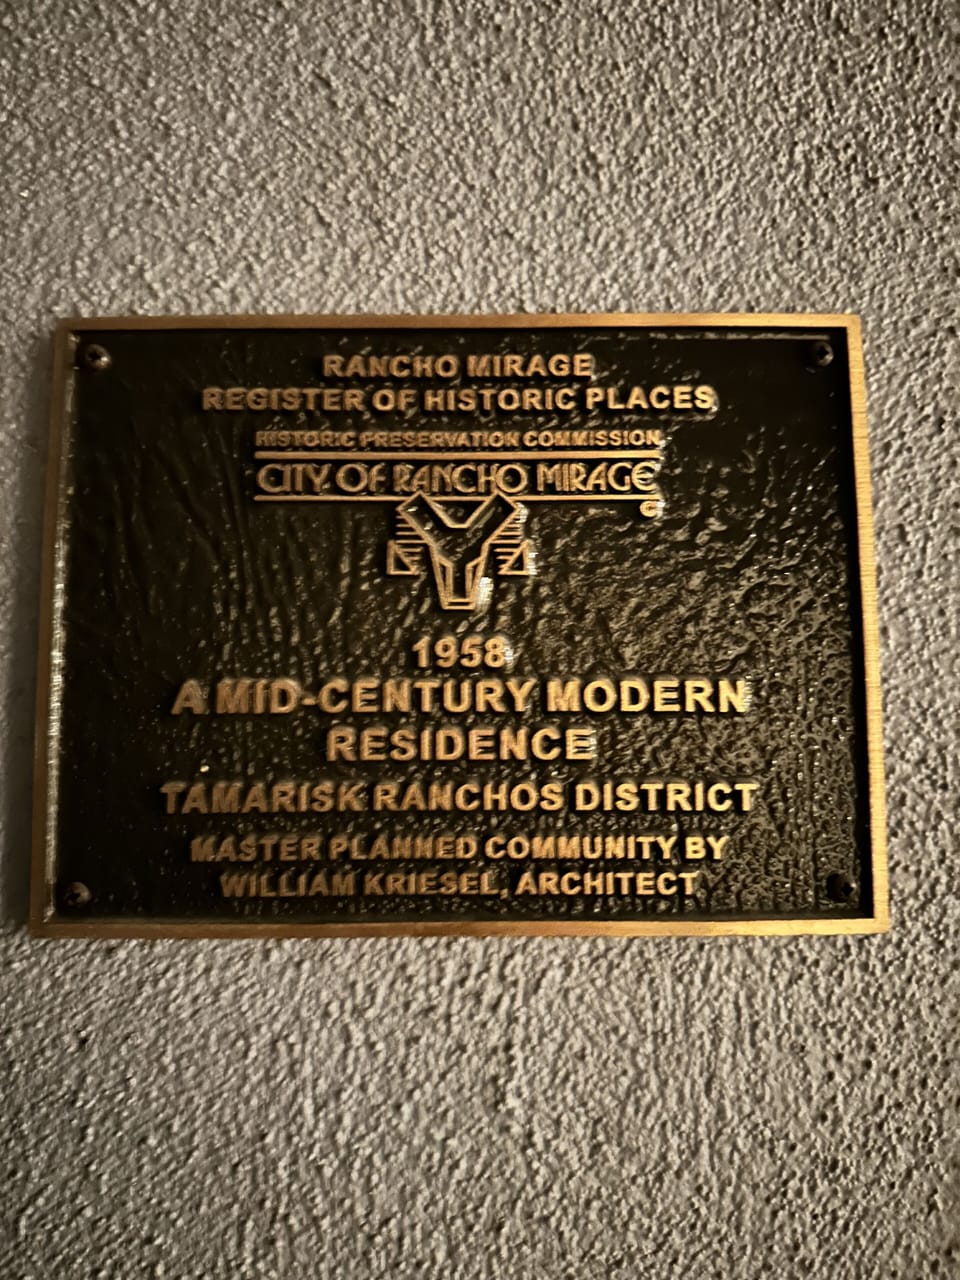 RANCHO MIRAGE
REGISTER OF HISTORIC PLACES
HISTORIC PRESERVATION COMMISSION
CITY OF RANCHO MIRAGE
©
1958
A MID-CENTURY MODERN
RESIDENCE
TAMARISK RANCHOS DISTRICT
MASTER PLANNED COMMUNITY BY
WILLIAM KRIESEL, ARCHITECT